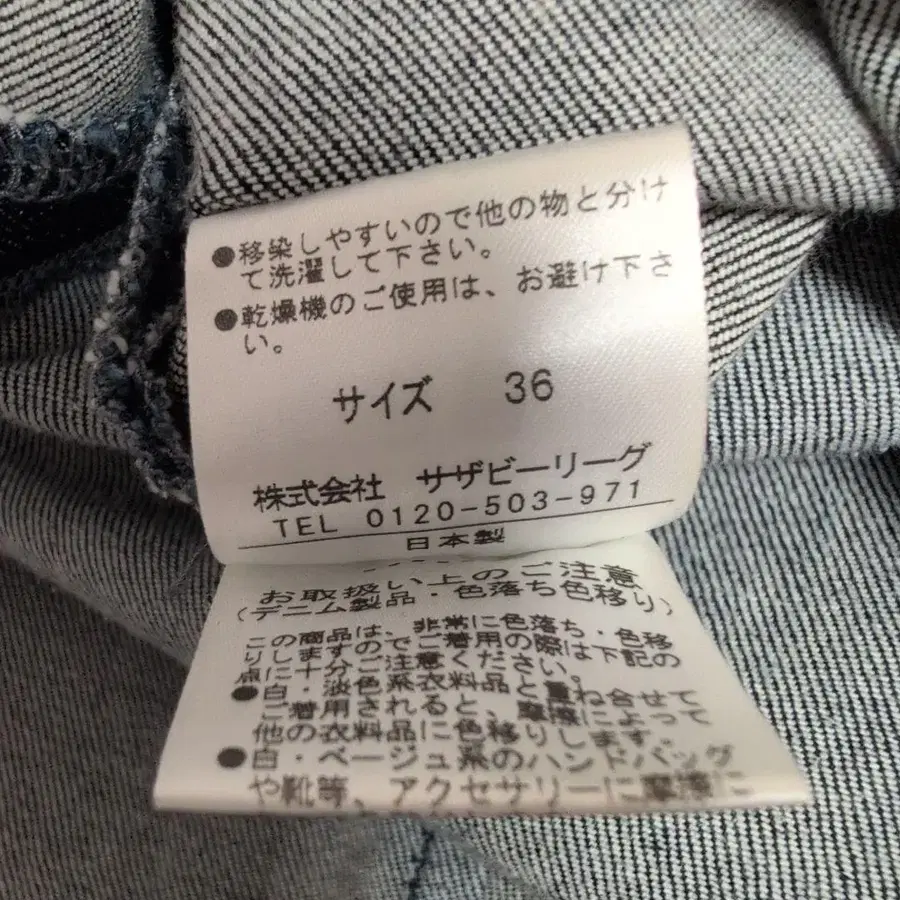 ●移染しやすいので他の物と分け
て洗濯して下さい。
●乾燥機のご使用は、お避け下さ
い。
サイズ 36
株式会社 サザビーリーグ
TEL 0120-503-971
日本製
お取扱い上のご注意
(デニム製品・色落ち色移り)
この商品は、非常に色落ち・色移
りしますのでご着用の際は下記の
点に十分ご注意ください。
●白・淡色系衣料品と重ね合せて
ご着用されると、摩擦によって
他の衣料品に色移りします。
●白・ベージュ系のハンドバッグ
や靴等、アクセサリーに摩擦に